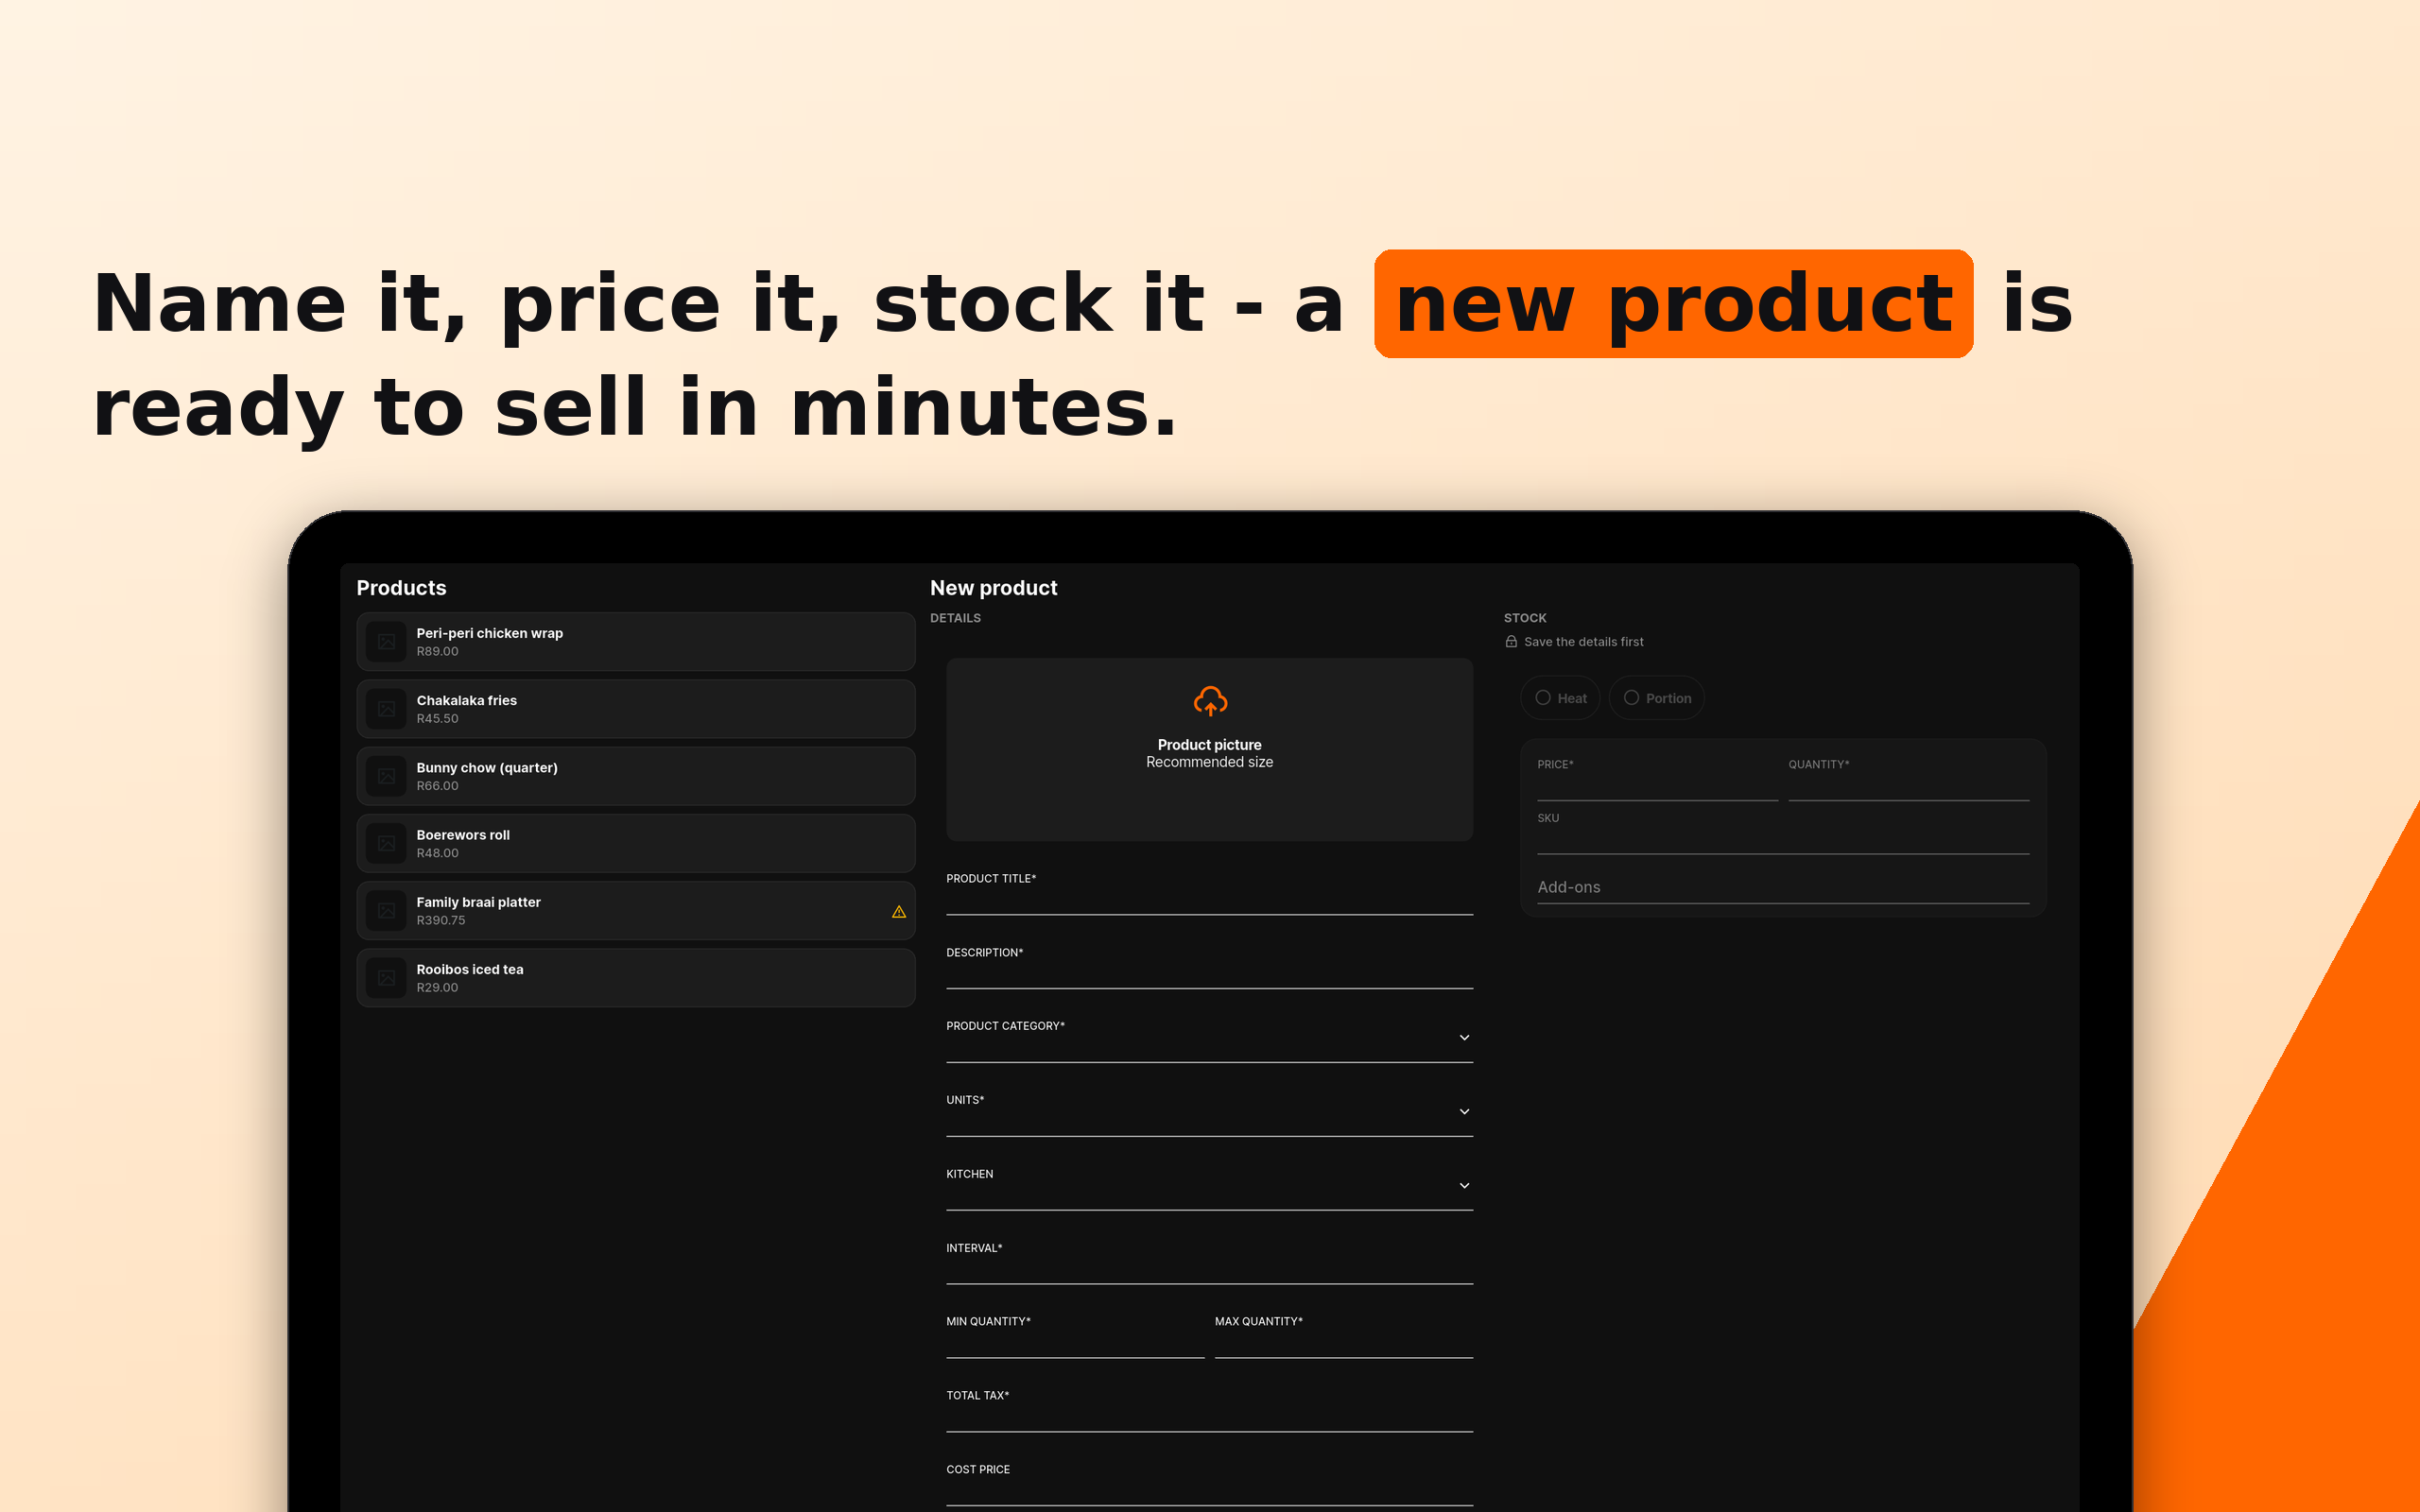 Name it, price it, stock it - a new product is
ready to sell in minutes.
Products
Peri-peri chicken wrap
R89.00
Chakalaka fries
R45.50
Bunny chow (quarter)
R66.00
Boerewors roll
R48.00
Family braai platter
R390.75
Rooibos iced tea
R29.00
New product
DETAILS
Product picture
Recommended size
PRODUCT TITLE*
DESCRIPTION*
PRODUCT CATEGORY*
UNITS*
KITCHEN
INTERVAL*
MIN QUANTITY* MAX QUANTITY*
TOTAL TAX*
COST PRICE
STOCK
Save the details first
Heat Portion
PRICE* QUANTITY*
SKU
Add-ons